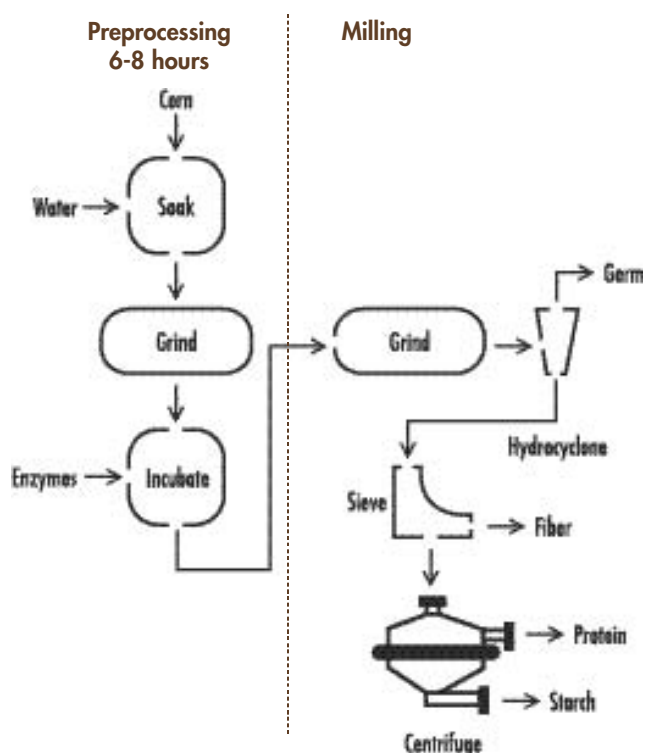 Preprocessing
6-8 hours
Milling
Corn
Water
Soak
Germ
Grind
Grind
Hydrocyclone
Enzymes
Incubate
Sieve
Fiber
Protein
Starch
Centrifuge